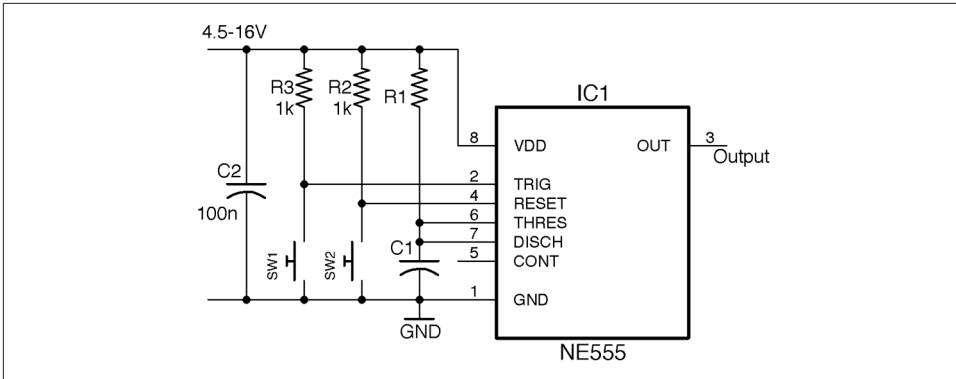 4.5-16V
R3
1k
R2
1k
R1
IC1
8
VDD
OUT
3
Output
C2
100n
2
TRIG
4
RESET
6
THRES
7
DISCH
5
CONT
SW1
SW2
C1
1
GND
GND
NE555